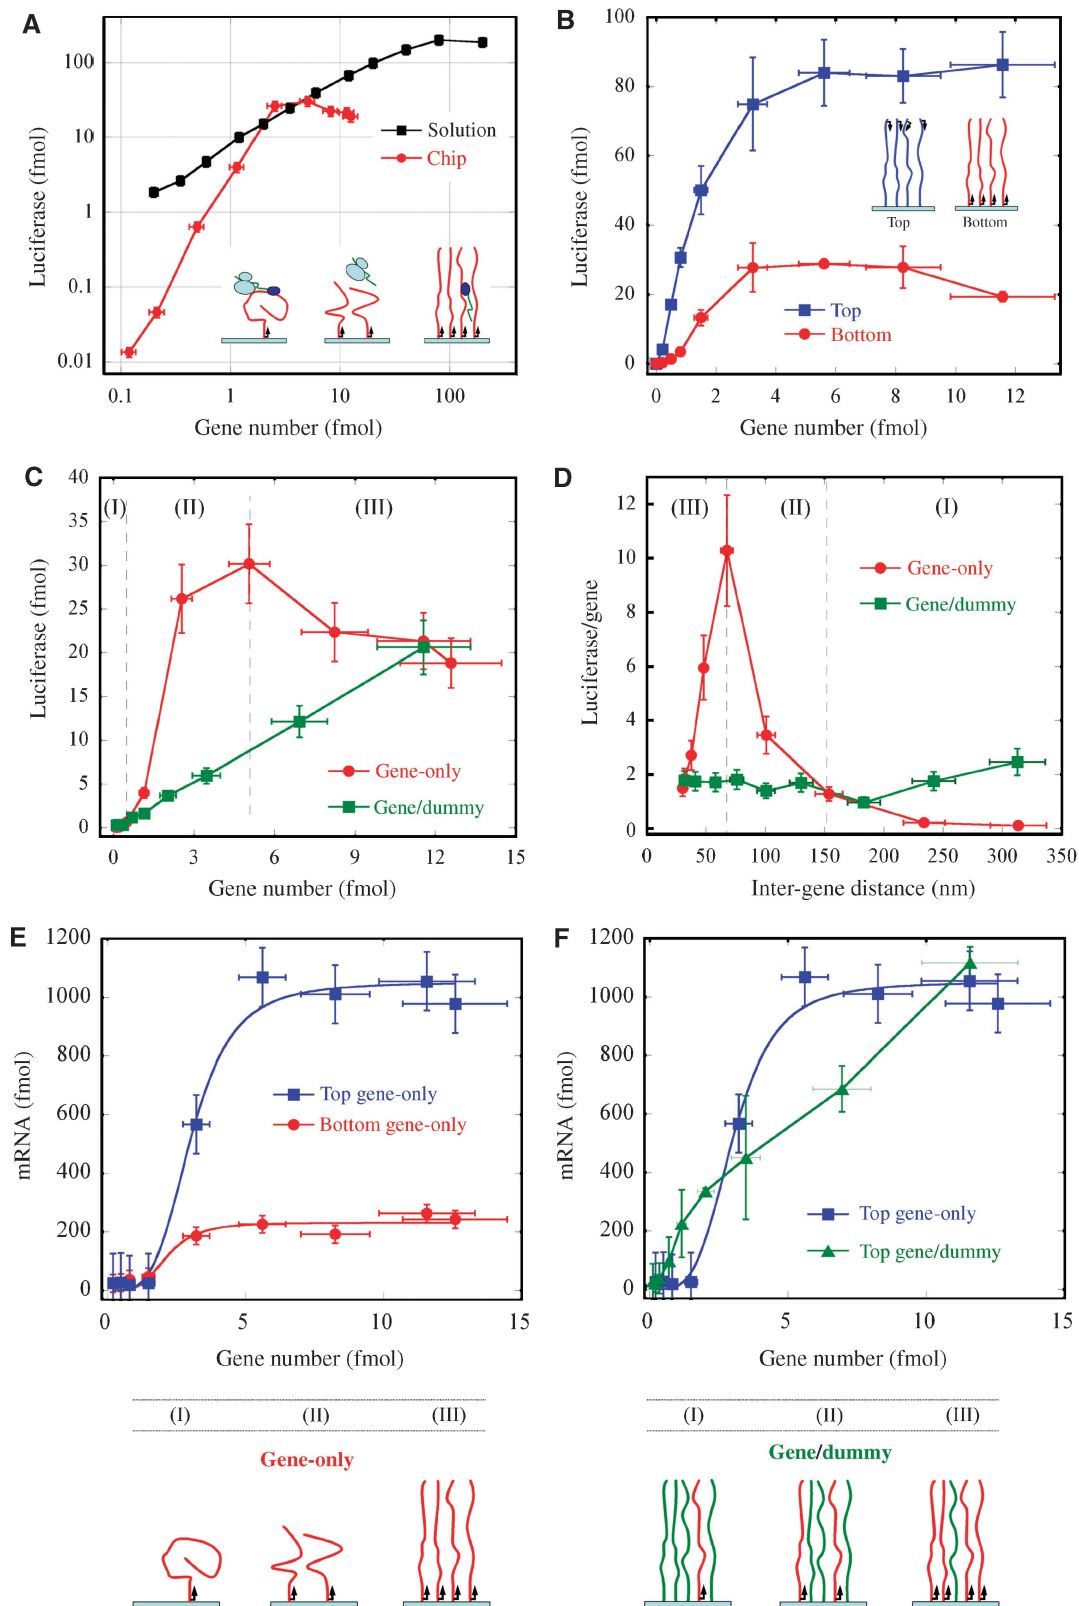 A
Luciferase (fmol)
100
10
1
0.1
0.01
Solution
Chip
0.1 1 10 100
Gene number (fmol)
B
Luciferase (fmol)
100
80
60
40
30
20
0
Top
Bottom
Top
Bottom
0 2 4 6 8 10 12
Gene number (fmol)
C
Luciferase (fmol)
40
35
30
25
20
15
10
5
0
(I) (II) (III)
Gene-only
Gene/dummy
0 3 6 9 12 15
Gene number (fmol)
D
Luciferase/gene
12
10
8
6
4
2
0
(III) (II) (I)
Gene-only
Gene/dummy
0 50 100 150 200 250 300 350
Inter-gene distance (nm)
E
mRNA (fmol)
1200
1000
800
600
400
200
0
Top gene-only
Bottom gene-only
0 5 10 15
Gene number (fmol)
F
mRNA (fmol)
1200
1000
800
600
400
200
0
Top gene-only
Top gene/dummy
0 5 10 15
Gene number (fmol)
(I) (II) (III)
Gene-only
(I) (II) (III)
Gene/dummy